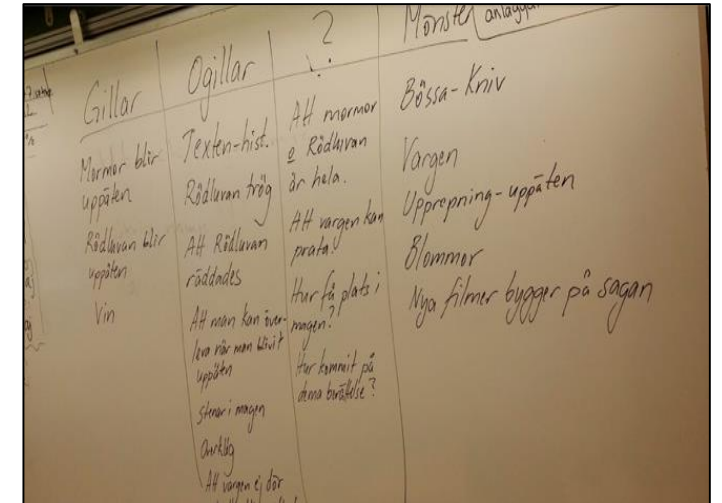 Gillar
Mormor blir
uppäten
Rödluvan blir
uppäten
Vin
Ogillar
Texten-hist.
Rödluvan trög
Att Rödluvan
räddades
Att man kan över-
leva när man blivit
uppäten
Stenar i magen
Overklig
Att vargen ej dör
?
Att mormor
o Rödluvan
är hela.
Att vargen kan
prata!
Hur få plats i
magen?
Hur kommit på
denna berättelse?
Mönster
Bössa-Kniv
Vargen
Upprepning-uppäten
Blommor
Nya filmer bygger på sagan